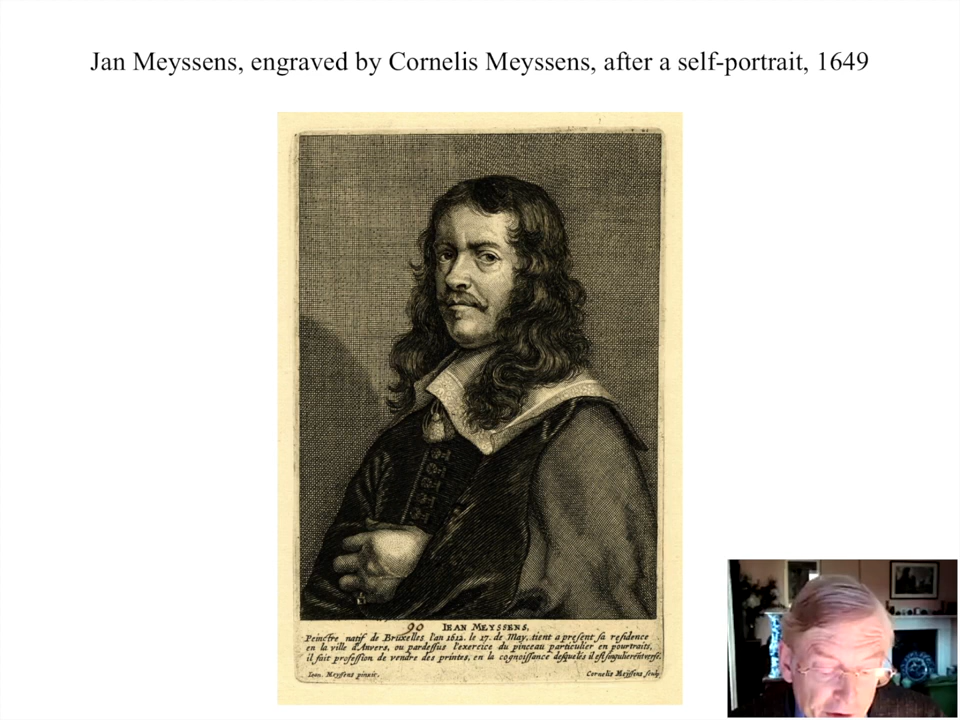 Jan Meyssens, engraved by Cornelis Meyssens, after a self-portrait, 1649
90 IEAN MEYSSENS,
Peinctre natif de Bruxelles l'an 1612. le 17. de May, tient a present sa residence
en la ville d'Anvers, ou pardessus l'exercice du pinceau particulier en pourtraits,
il fait profession de vendre des printes, en la cognoissance desquels il est
Ioan. Meyssens pinxit.
Cornelis Meyssens sculp